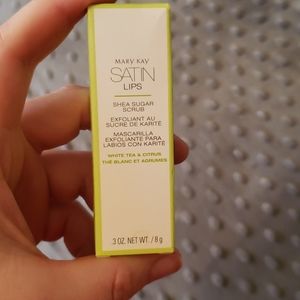 MARY KAY
SATIN
LIPS
SHEA SUGAR
SCRUB
EXFOLIANT AU
SUCRE DE KARITÉ
MASCARILLA
EXFOLIANTE PARA
LABIOS CON KARITÉ
WHITE TEA & CITRUS
THÉ BLANC ET AGRUMES
.3 OZ. NET WT. / 8 g